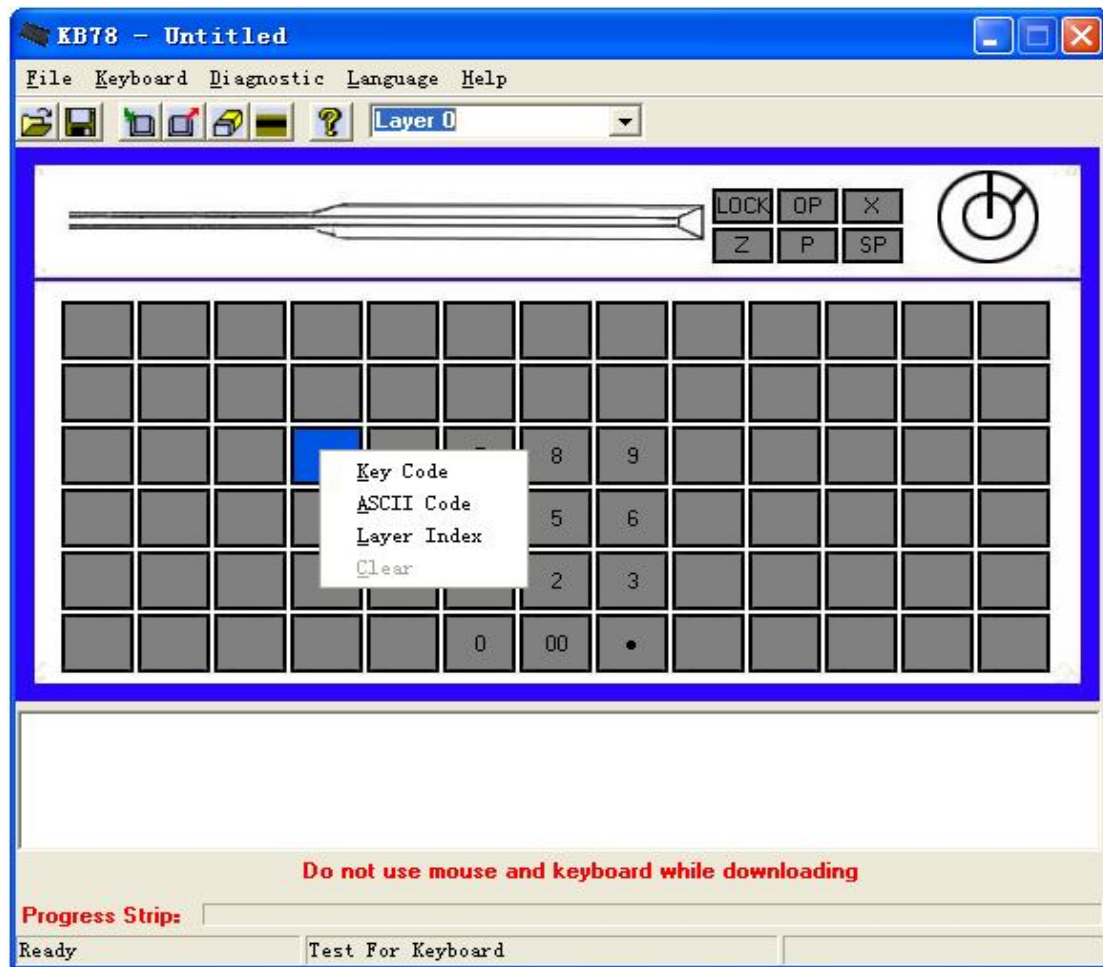 KB78 - Untitled
File Keyboard Diagnostic Language Help
Layer 0
LOCK OP X
Z P SP
8 9
Key Code
ASCII Code
5 6
Layer Index
Clear
2 3
0 00 •
Do not use mouse and keyboard while downloading
Progress Strip:
Ready Test For Keyboard